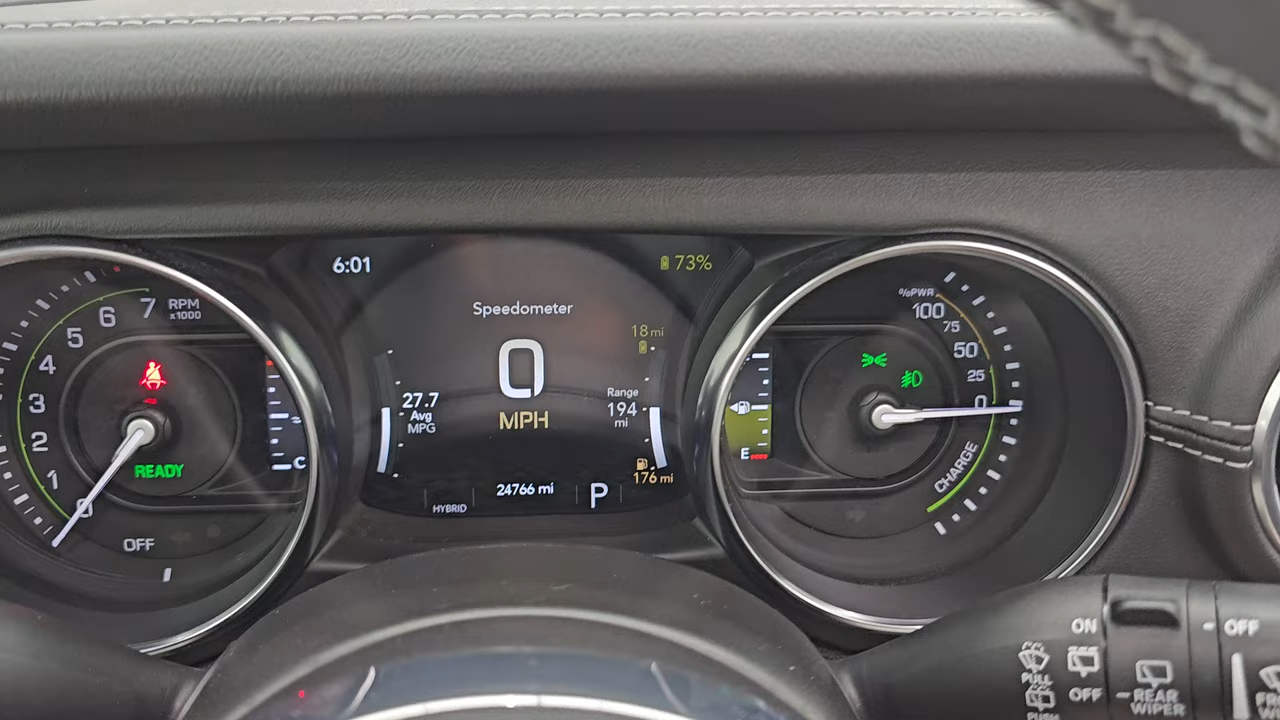 6:01
73%
Speedometer
0
MPH
27.7
Avg
MPG
18 mi
Range
194
mi
176 mi
24766 mi
HYBRID
P
7
6
5
4
3
2
1
0
RPM
x1000
READY
OFF
C
%PWR
100
75
50
25
0
CHARGE
E
ON
PULL
OFF
PUSH
REAR
WIPER
OFF